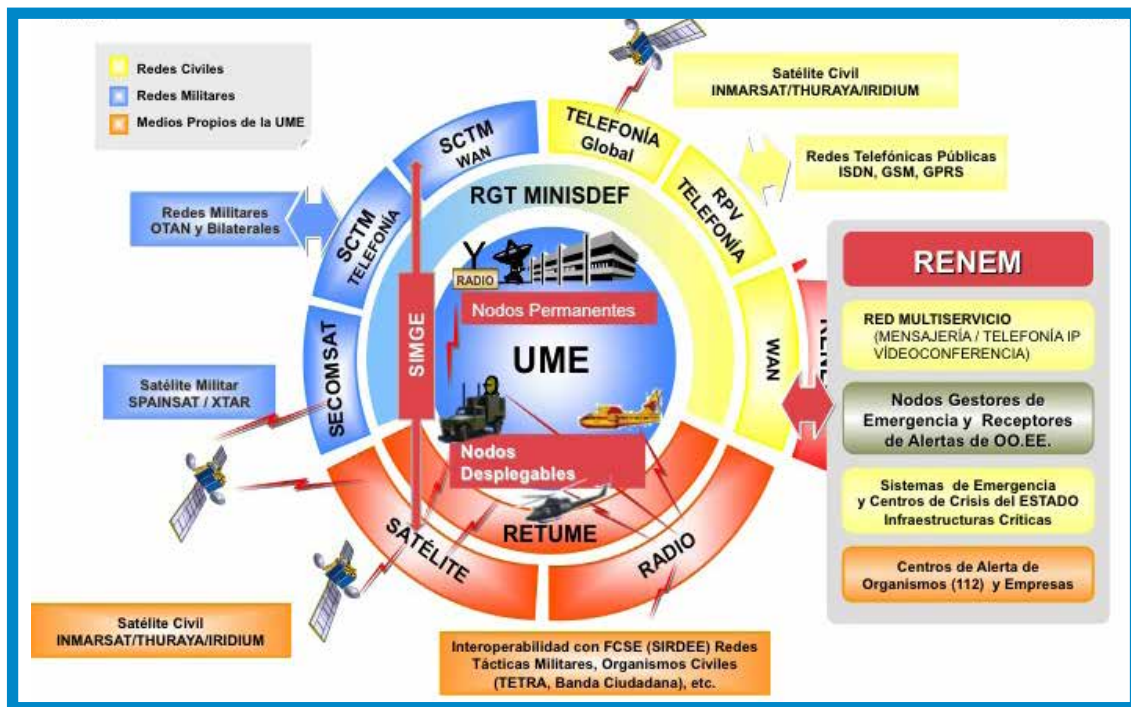 Redes Civiles
Redes Militares
Medios Propios de la UME
Satélite Civil
INMARSAT/THURAYA/IRIDIUM
Redes Telefónicas Públicas
ISDN, GSM, GPRS
Redes Militares
OTAN y Bilaterales
Satélite Militar
SPAINSAT / XTAR
SCTM
WAN
TELEFONÍA
Global
RPV
TELEFONÍA
WAN
SCTM
TELEFONÍA
SECOMSAT
RGT MINISDEF
RADIO
Nodos Permanentes
SIMGE
UME
Nodos
Desplegables
RETUME
SATÉLITE
RADIO
RENEM
RED MULTISERVICIO
(MENSAJERÍA / TELEFONÍA IP
VÍDEOCONFERENCIA)
Nodos Gestores de
Emergencia y Receptores
de Alertas de OO.EE.
Sistemas de Emergencia
y Centros de Crisis del ESTADO
Infraestructuras Críticas
Centros de Alerta de
Organismos (112) y Empresas
Satélite Civil
INMARSAT/THURAYA/IRIDIUM
Interoperabilidad con FCSE (SIRDEE) Redes
Tácticas Militares, Organismos Civiles
(TETRA, Banda Ciudadana), etc.